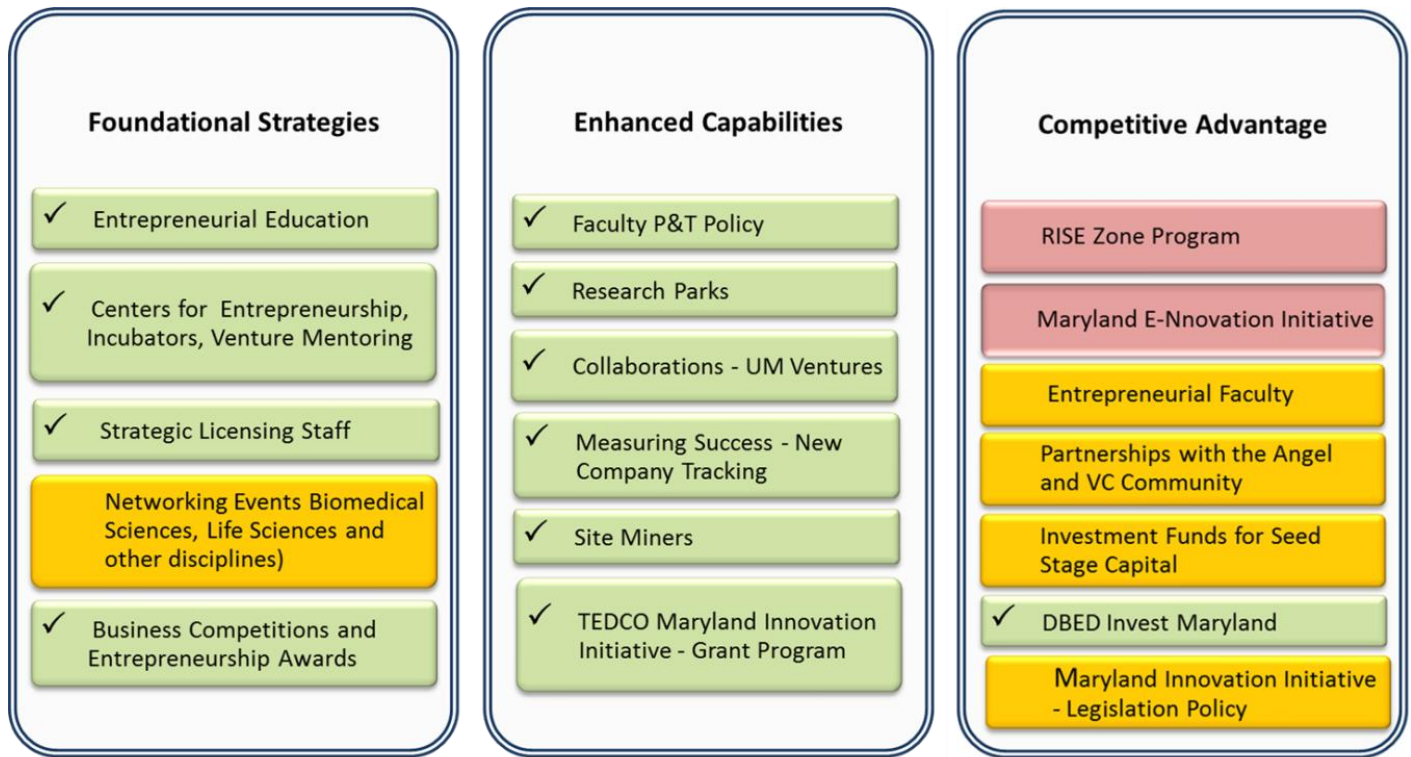 Foundational Strategies
✓ Entrepreneurial Education
✓ Centers for Entrepreneurship,
Incubators, Venture Mentoring
✓ Strategic Licensing Staff
Networking Events Biomedical
Sciences, Life Sciences and
other disciplines)
✓ Business Competitions and
Entrepreneurship Awards
Enhanced Capabilities
✓ Faculty P&T Policy
✓ Research Parks
✓ Collaborations - UM Ventures
✓ Measuring Success - New
Company Tracking
✓ Site Miners
✓ TEDCO Maryland Innovation
Initiative - Grant Program
Competitive Advantage
RISE Zone Program
Maryland E-Nnovation Initiative
Entrepreneurial Faculty
Partnerships with the Angel
and VC Community
Investment Funds for Seed
Stage Capital
✓ DBED Invest Maryland
Maryland Innovation Initiative
- Legislation Policy